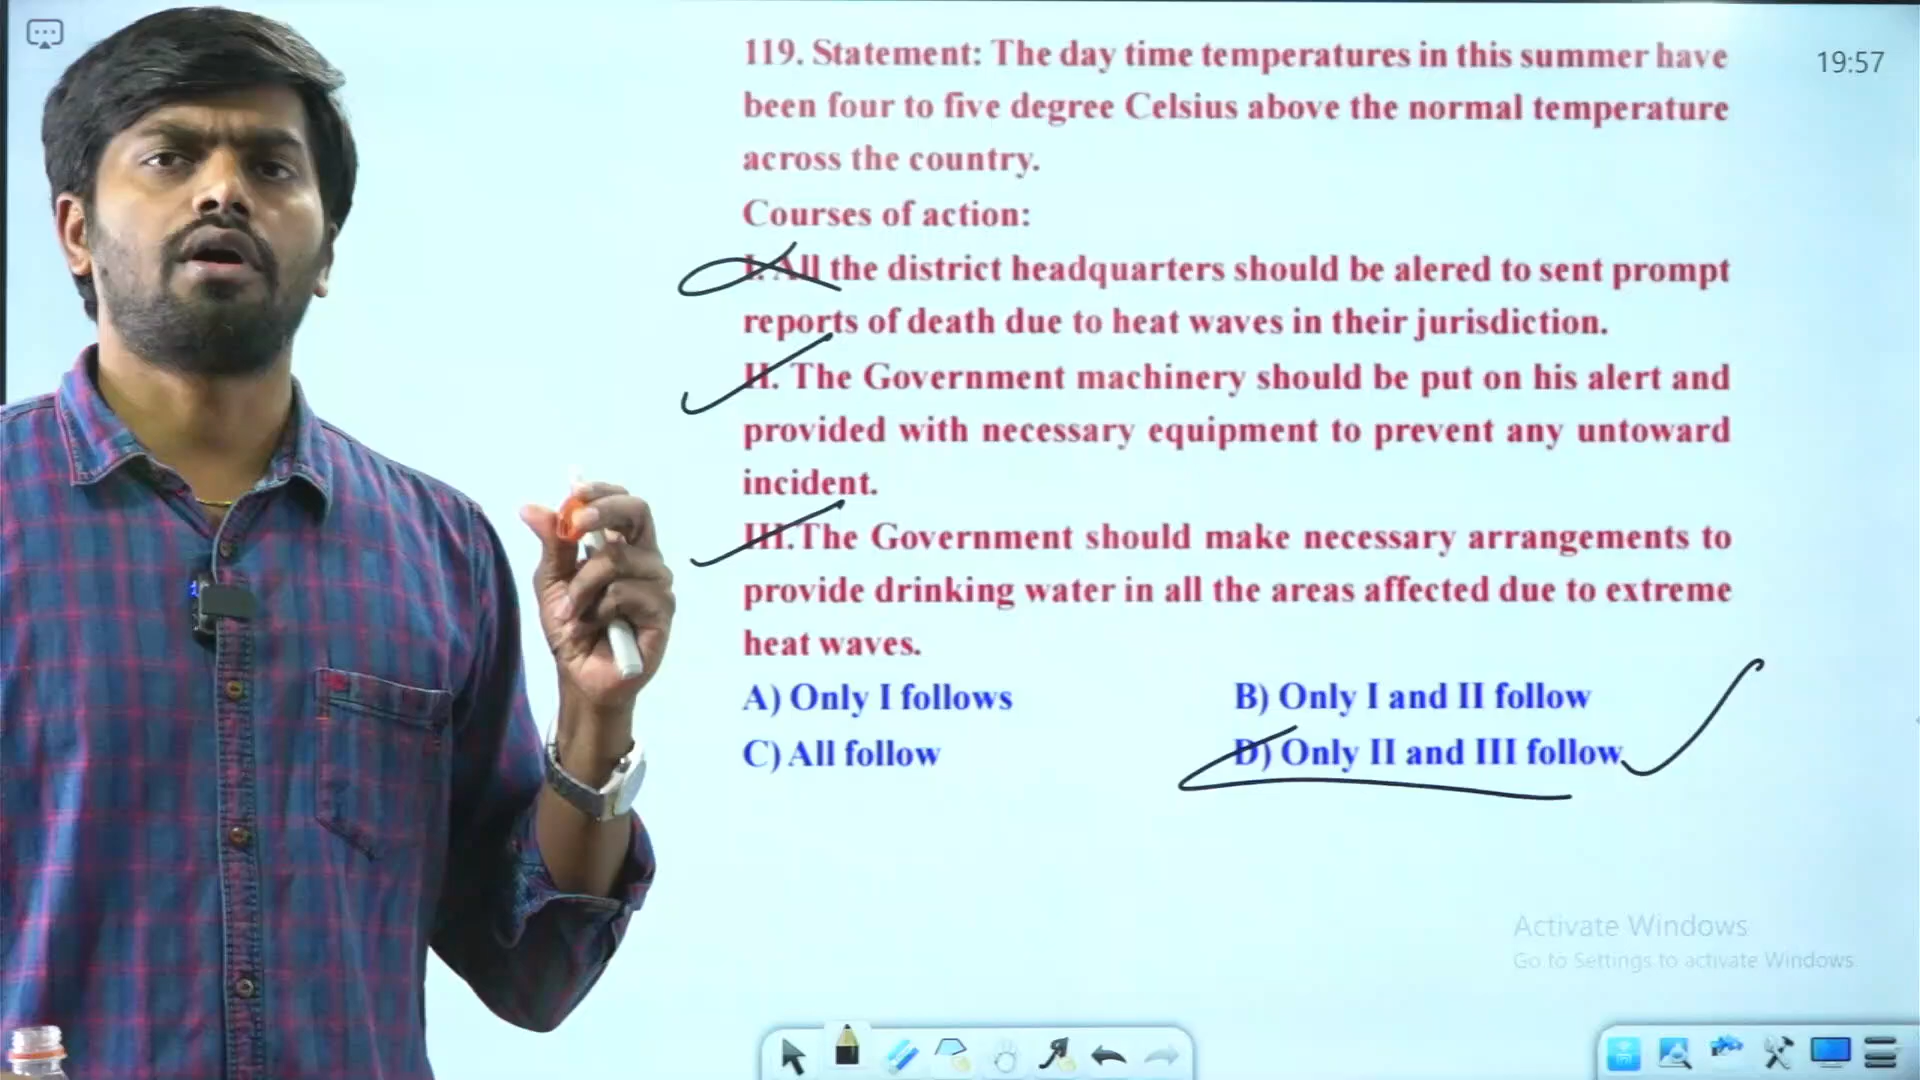 119. Statement: The day time temperatures in this summer have
been four to five degree Celsius above the normal temperature
across the country.
Courses of action:
I. All the district headquarters should be alered to sent prompt
reports of death due to heat waves in their jurisdiction.
II. The Government machinery should be put on his alert and
provided with necessary equipment to prevent any untoward
incident.
III.The Government should make necessary arrangements to
provide drinking water in all the areas affected due to extreme
heat waves.
A) Only I follows B) Only I and II follow
C) All follow D) Only II and III follow
19:57
Activate Windows
Go to Settings to activate Windows